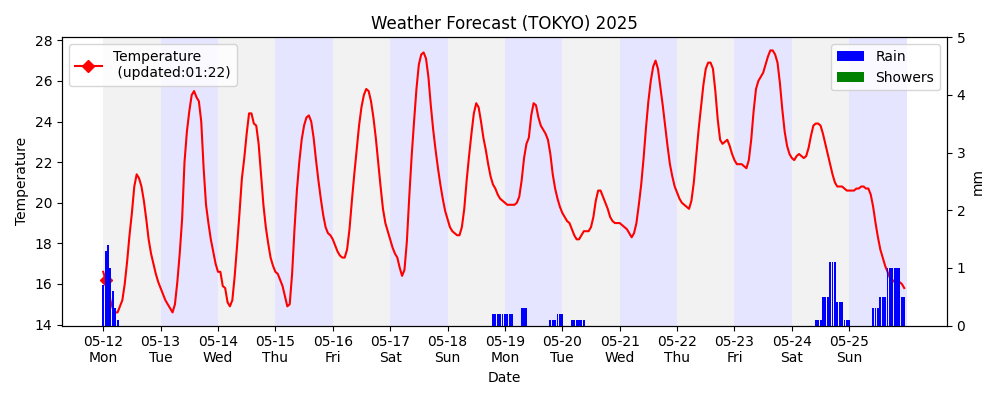 Weather Forecast (TOKYO) 2025
Temperature
(updated:01:22)
Rain
Showers
28
26
24
22
20
18
16
14
Temperature
5
4
3
2
1
0
mm
05-12 05-13 05-14 05-15 05-16 05-17 05-18 05-19 05-20 05-21 05-22 05-23 05-24 05-25
Mon Tue Wed Thu Fri Sat Sun Mon Tue Wed Thu Fri Sat Sun
Date